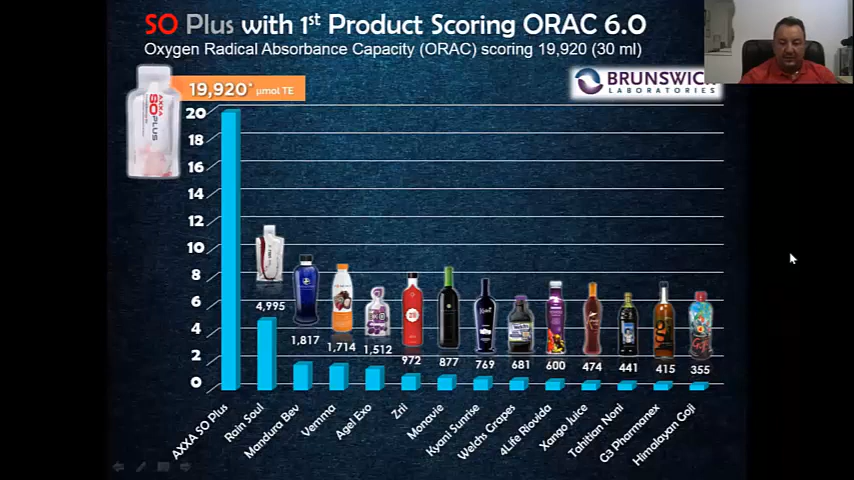 SO Plus with 1st Product Scoring ORAC 6.0
Oxygen Radical Absorbance Capacity (ORAC) scoring 19,920 (30 ml)
19,920* µmol TE
BRUNSWICK
LABORATORIES
AXXA
SO PLUS
20
18
16
14
12
10
8
6
4
2
0
4,995
1,817
1,714
1,512
972
877
769
681
600
474
441
415
355
AXXA SO Plus
Rain Soul
Mandura Bev
Vemma
Agel Exo
Zrii
Monavie
Kyani Sunrise
Welchs Grapes
4Life Riovida
Xango Juice
Tahitian Noni
G3 Pharmanex
Himalayan Goji